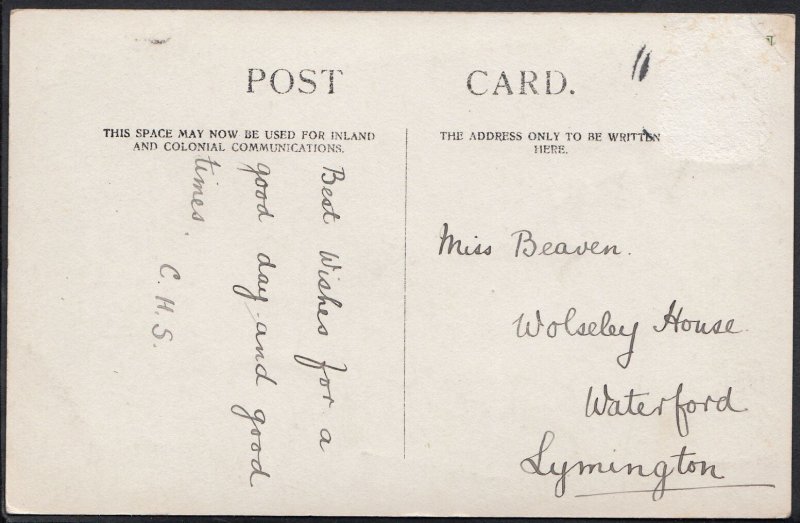 POST CARD.
THIS SPACE MAY NOW BE USED FOR INLAND
AND COLONIAL COMMUNICATIONS.
THE ADDRESS ONLY TO BE WRITTEN
HERE.
Best Wishes for a
good day and good
times.
C.H.S.
Miss Beaven.
Wolseley House
Waterford
Lymington